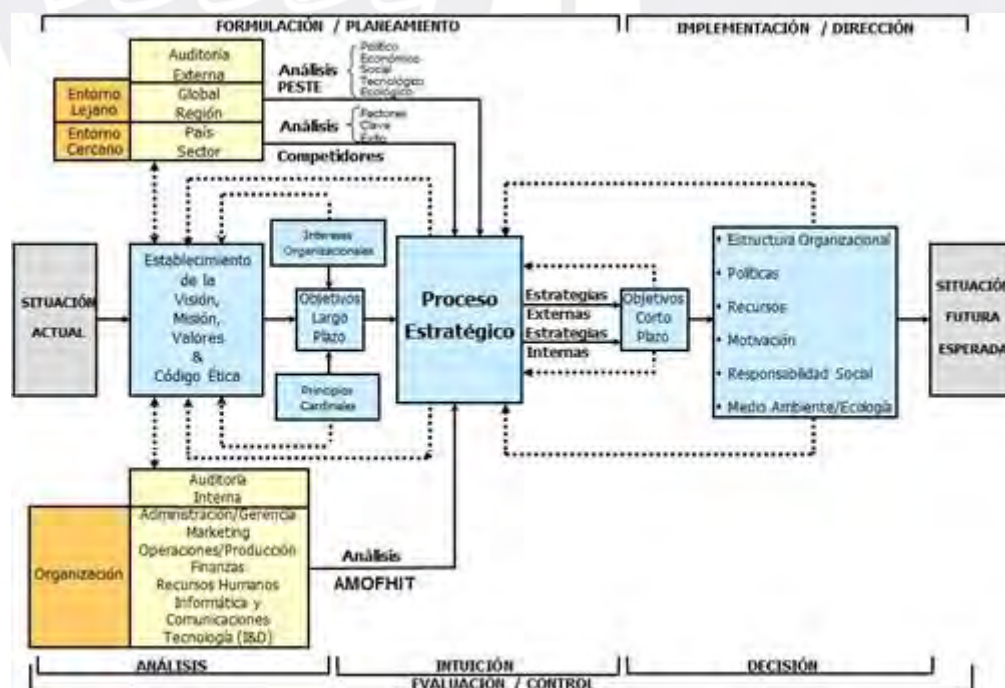 FORMULACIÓN / PLANEAMIENTO
IMPLEMENTACIÓN / DIRECCIÓN
Auditoría
Externa
Entorno
Lejano
Global
Región
Entorno
Cercano
País
Sector
Análisis
PESTE
Político
Económico
Social
Tecnológico
Ecológico
Análisis
Competidores
Factores
Clave
Éxito
SITUACIÓN
ACTUAL
Establecimiento
de la
Visión,
Misión,
Valores
&
Código Ética
Intereses
Organizacionales
Objetivos
Largo
Plazo
Principios
Cardinales
Proceso
Estratégico
Estrategias
Externas
Estrategias
Internas
Objetivos
Corto
Plazo
• Estructura Organizacional
• Políticas
• Recursos
• Motivación
• Responsabilidad Social
• Medio Ambiente/Ecología
SITUACIÓN
FUTURA
ESPERADA
Auditoría
Interna
Organización
Administración/Gerencia
Marketing
Operaciones/Producción
Finanzas
Recursos Humanos
Informática y
Comunicaciones
Tecnología (I&D)
Análisis
AMOFHIT
ANÁLISIS
INTUICIÓN
DECISIÓN
EVALUACIÓN / CONTROL